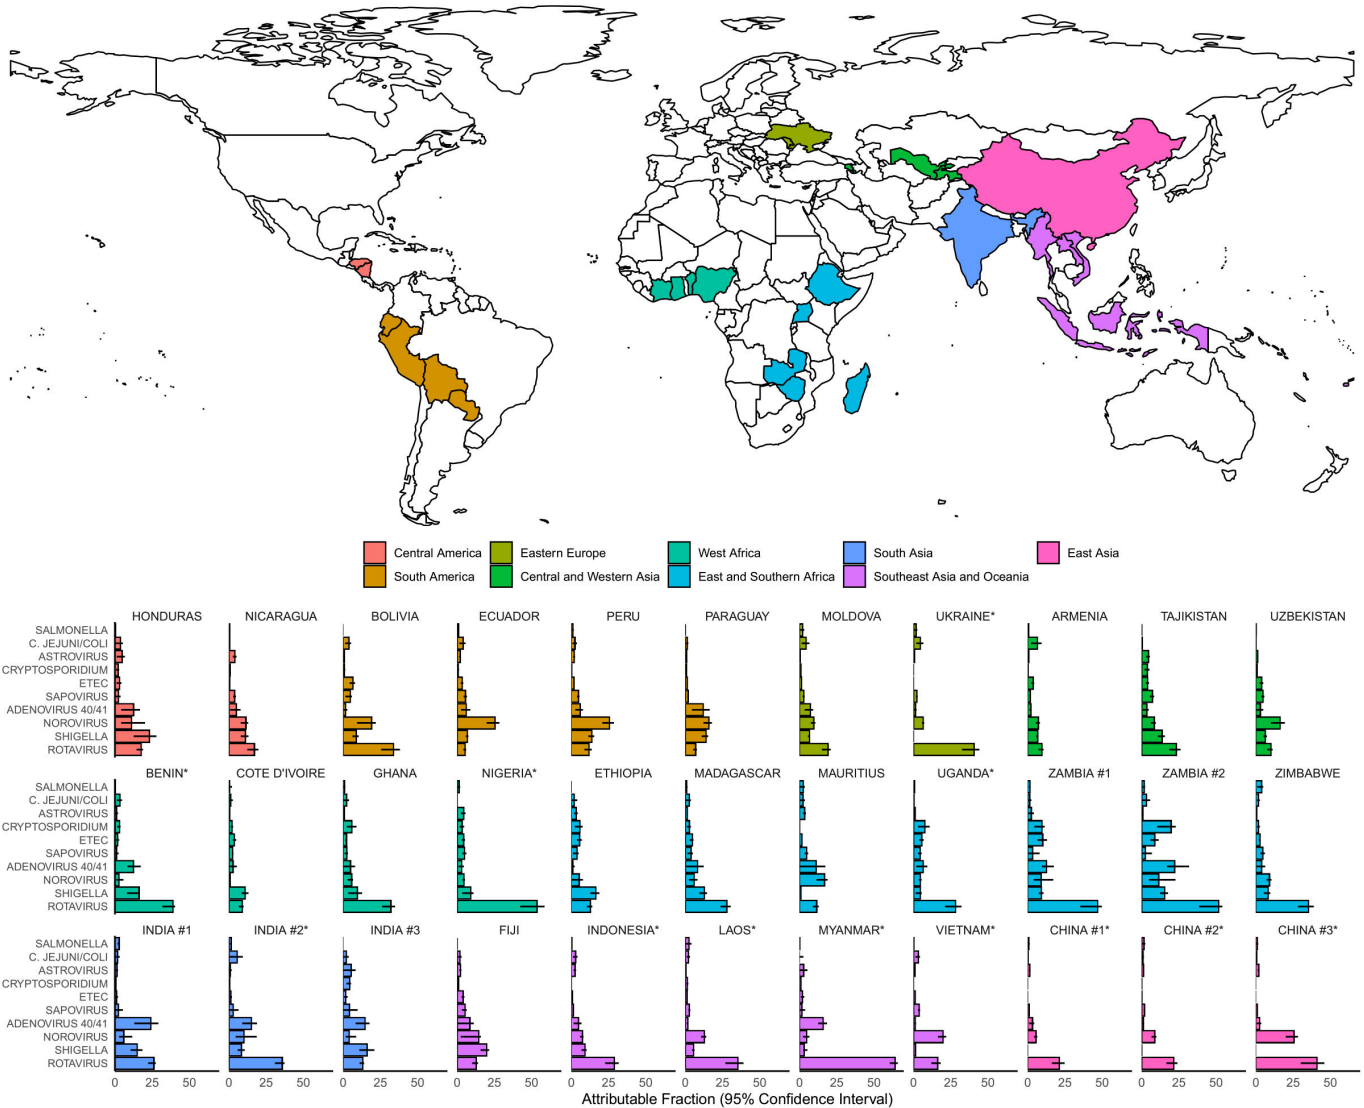 Central America
Eastern Europe
West Africa
South Asia
East Asia
South America
Central and Western Asia
East and Southern Africa
Southeast Asia and Oceania
HONDURAS NICARAGUA BOLIVIA ECUADOR PERU PARAGUAY MOLDOVA UKRAINE* ARMENIA TAJIKISTAN UZBEKISTAN
SALMONELLA
C. JEJUNI/COLI
ASTROVIRUS
CRYPTOSPORIDIUM
ETEC
SAPOVIRUS
ADENOVIRUS 40/41
NOROVIRUS
SHIGELLA
ROTAVIRUS
BENIN* COTE D'IVOIRE GHANA NIGERIA* ETHIOPIA MADAGASCAR MAURITIUS UGANDA* ZAMBIA #1 ZAMBIA #2 ZIMBABWE
SALMONELLA
C. JEJUNI/COLI
ASTROVIRUS
CRYPTOSPORIDIUM
ETEC
SAPOVIRUS
ADENOVIRUS 40/41
NOROVIRUS
SHIGELLA
ROTAVIRUS
INDIA #1 INDIA #2* INDIA #3 FIJI INDONESIA* LAOS* MYANMAR* VIETNAM* CHINA #1* CHINA #2* CHINA #3*
SALMONELLA
C. JEJUNI/COLI
ASTROVIRUS
CRYPTOSPORIDIUM
ETEC
SAPOVIRUS
ADENOVIRUS 40/41
NOROVIRUS
SHIGELLA
ROTAVIRUS
0 25 50 0 25 50 0 25 50 0 25 50 0 25 50 0 25 50 0 25 50 0 25 50 0 25 50 0 25 50 0 25 50
Attributable Fraction (95% Confidence Interval)